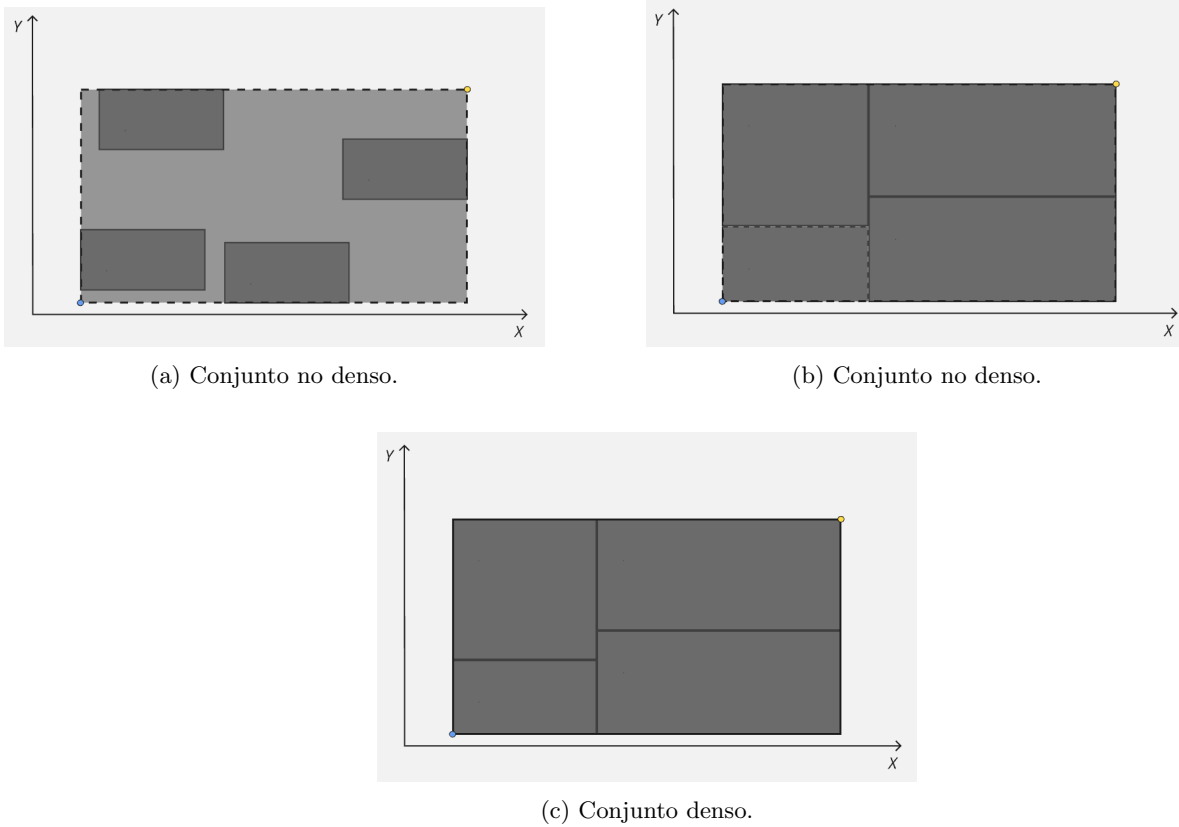 Y
X
(a) Conjunto no denso.
Y
X
(b) Conjunto no denso.
Y
X
(c) Conjunto denso.